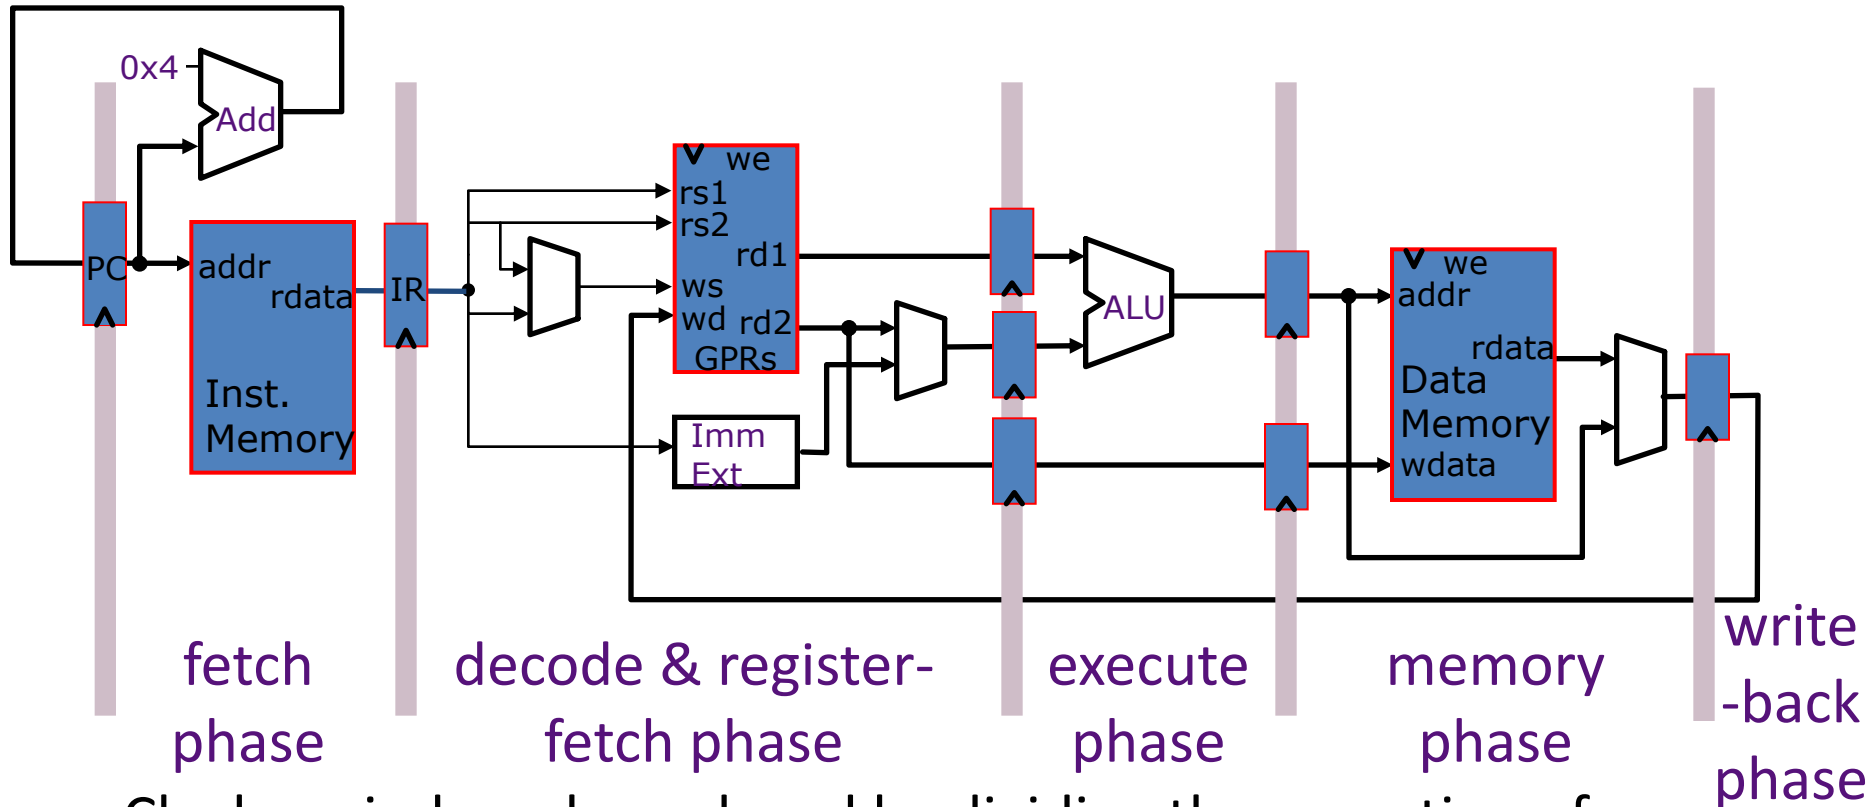 0x4
Add
PC
addr
rdata
Inst.
Memory
IR
we
rs1
rs2
rd1
ws
wd
rd2
GPRs
Imm
Ext
ALU
we
addr
rdata
Data
Memory
wdata
fetch
phase
decode & register-
fetch phase
execute
phase
memory
phase
write
-back
phase